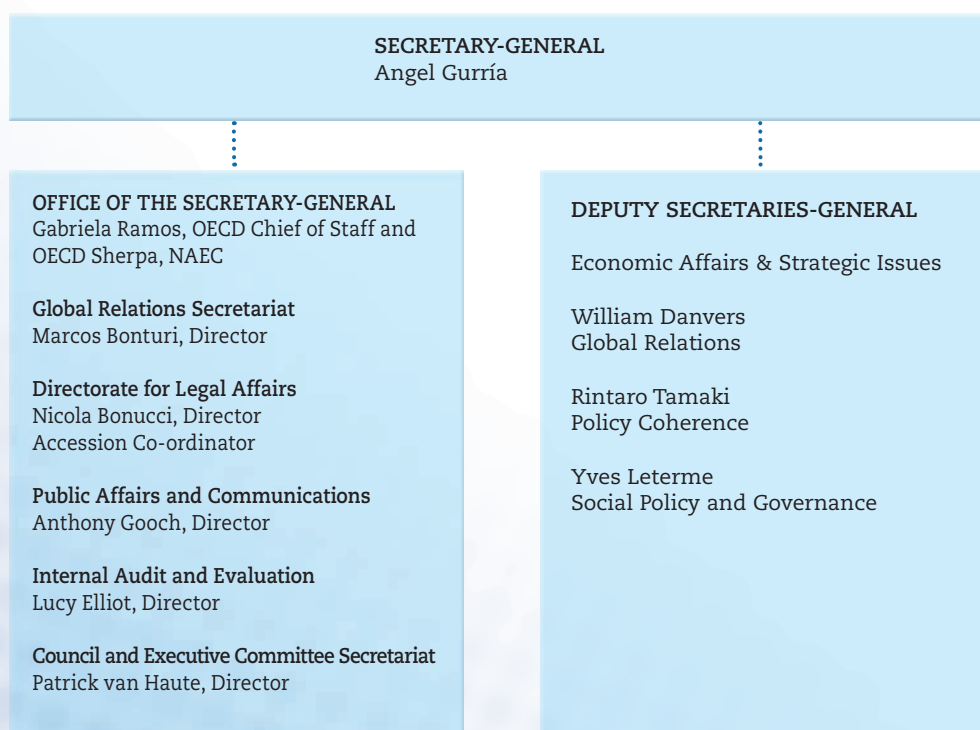 SECRETARY-GENERAL
Angel Gurría
OFFICE OF THE SECRETARY-GENERAL
Gabriela Ramos, OECD Chief of Staff and
OECD Sherpa, NAEC
Global Relations Secretariat
Marcos Bonturi, Director
Directorate for Legal Affairs
Nicola Bonucci, Director
Accession Co-ordinator
Public Affairs and Communications
Anthony Gooch, Director
Internal Audit and Evaluation
Lucy Elliot, Director
Council and Executive Committee Secretariat
Patrick van Haute, Director
DEPUTY SECRETARIES-GENERAL
Economic Affairs & Strategic Issues
William Danvers
Global Relations
Rintaro Tamaki
Policy Coherence
Yves Leterme
Social Policy and Governance